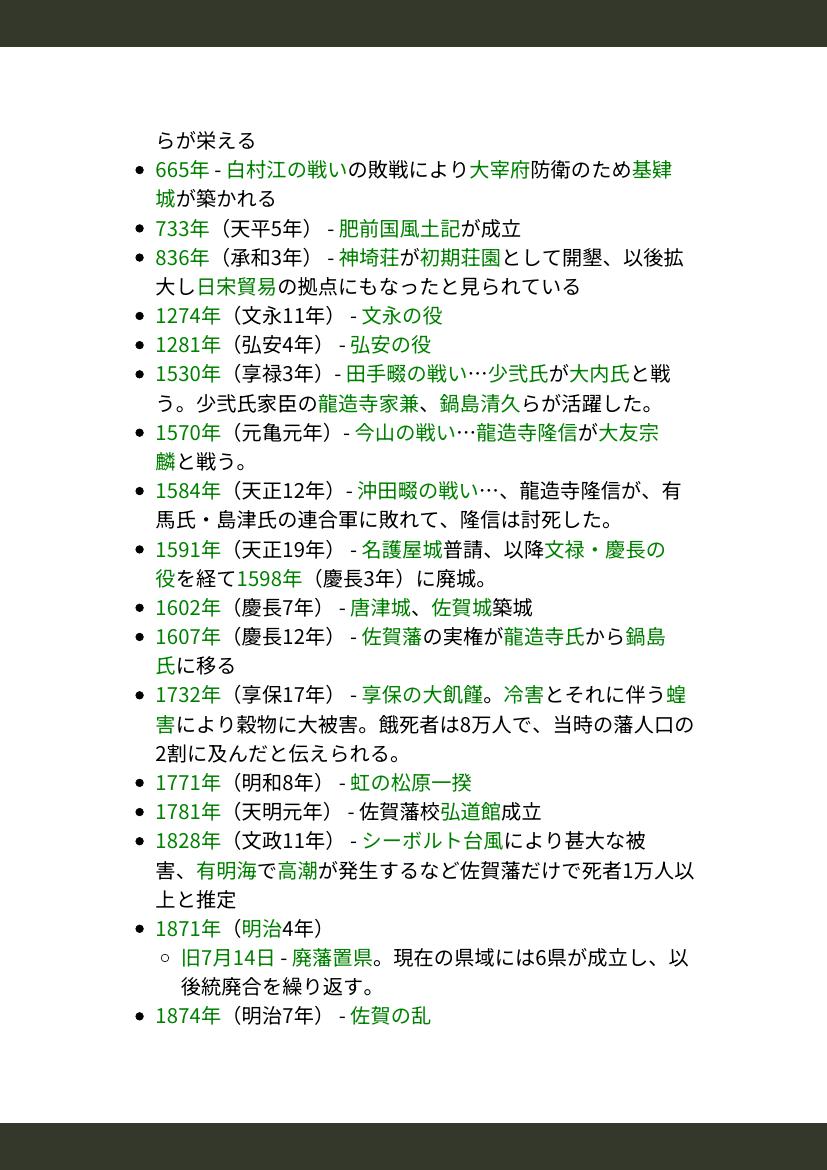 らが栄える
• 665年 - 白村江の戦いの敗戦により大宰府防衛のため基肄
城が築かれる
• 733年（天平5年） - 肥前国風土記が成立
• 836年（承和3年） - 神埼荘が初期荘園として開墾、以後拡
大し日宋貿易の拠点にもなったと見られている
• 1274年（文永11年） - 文永の役
• 1281年（弘安4年） - 弘安の役
• 1530年（享禄3年）- 田手畷の戦い…少弐氏が大内氏と戦
う。少弐氏家臣の龍造寺家兼、鍋島清久らが活躍した。
• 1570年（元亀元年）- 今山の戦い…龍造寺隆信が大友宗
麟と戦う。
• 1584年（天正12年）- 沖田畷の戦い…、龍造寺隆信が、有
馬氏・島津氏の連合軍に敗れて、隆信は討死した。
• 1591年（天正19年） - 名護屋城普請、以降文禄・慶長の
役を経て1598年（慶長3年）に廃城。
• 1602年（慶長7年） - 唐津城、佐賀城築城
• 1607年（慶長12年） - 佐賀藩の実権が龍造寺氏から鍋島
氏に移る
• 1732年（享保17年） - 享保の大飢饉。冷害とそれに伴う蝗
害により穀物に大被害。餓死者は8万人で、当時の藩人口の
2割に及んだと伝えられる。
• 1771年（明和8年） - 虹の松原一揆
• 1781年（天明元年） - 佐賀藩校弘道館成立
• 1828年（文政11年） - シーボルト台風により甚大な被
害、有明海で高潮が発生するなど佐賀藩だけで死者1万人以
上と推定
• 1871年（明治4年）
○ 旧7月14日 - 廃藩置県。現在の県域には6県が成立し、以
後統廃合を繰り返す。
• 1874年（明治7年） - 佐賀の乱